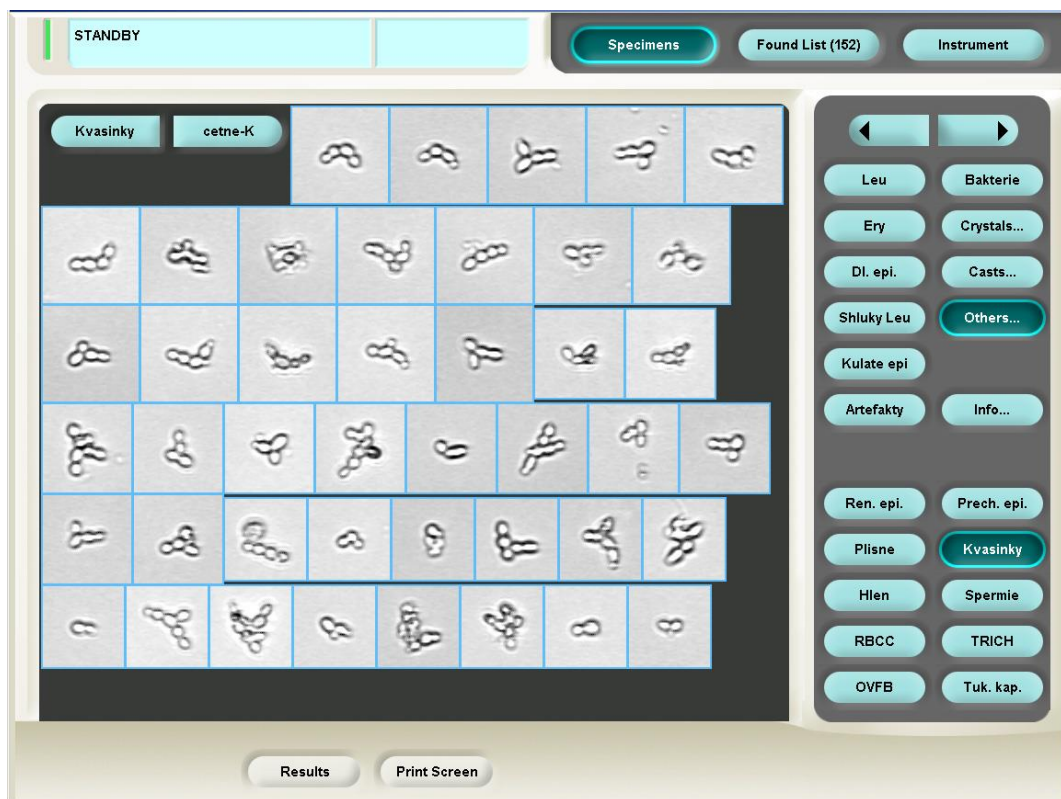 STANDBY
Specimens
Found List (152)
Instrument
Kvasinky
cetne-K
Leu
Bakterie
Ery
Crystals...
Dl. epi.
Casts...
Shluky Leu
Others...
Kulate epi
Artefakty
Info...
Ren. epi.
Prech. epi.
Plisne
Kvasinky
Hlen
Spermie
RBCC
TRICH
OVFB
Tuk. kap.
Results
Print Screen